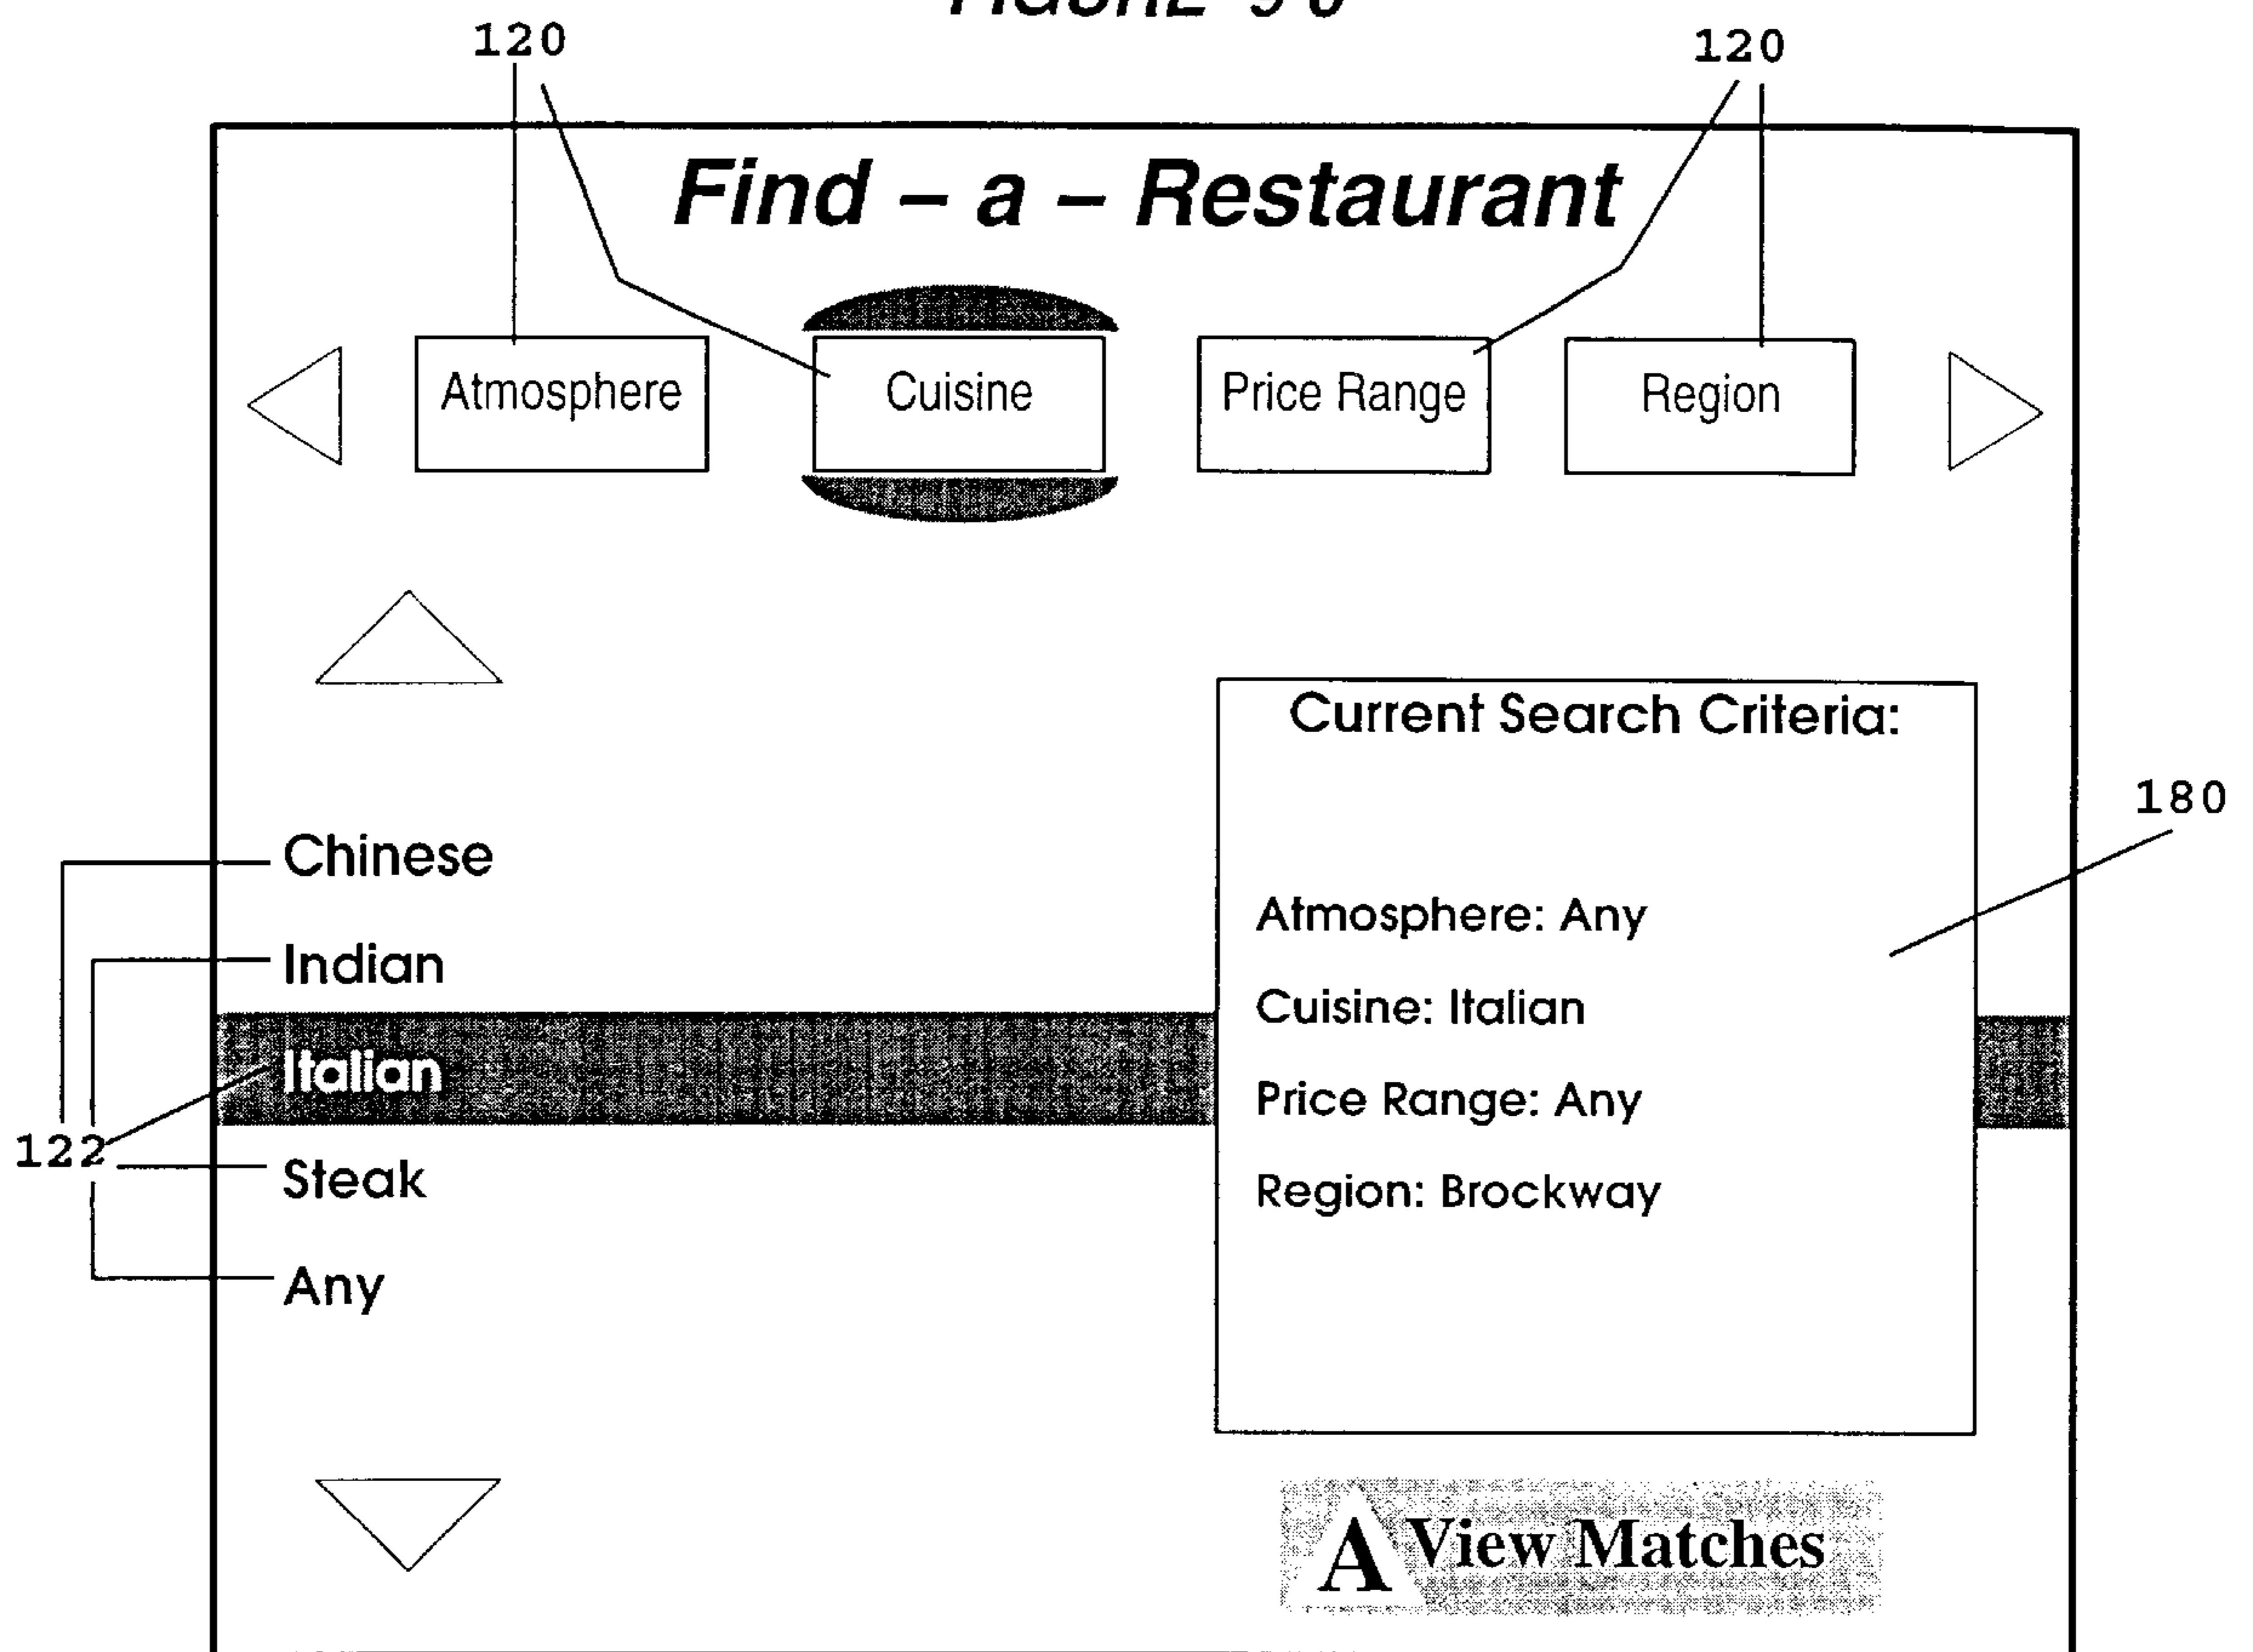 120
120
Find – a – Restaurant
Atmosphere
Cuisine
Price Range
Region
Current Search Criteria:
180
Chinese
Atmosphere: Any
Indian
Cuisine: Italian
Italian
Price Range: Any
122
Steak
Region: Brockway
Any
A View Matches